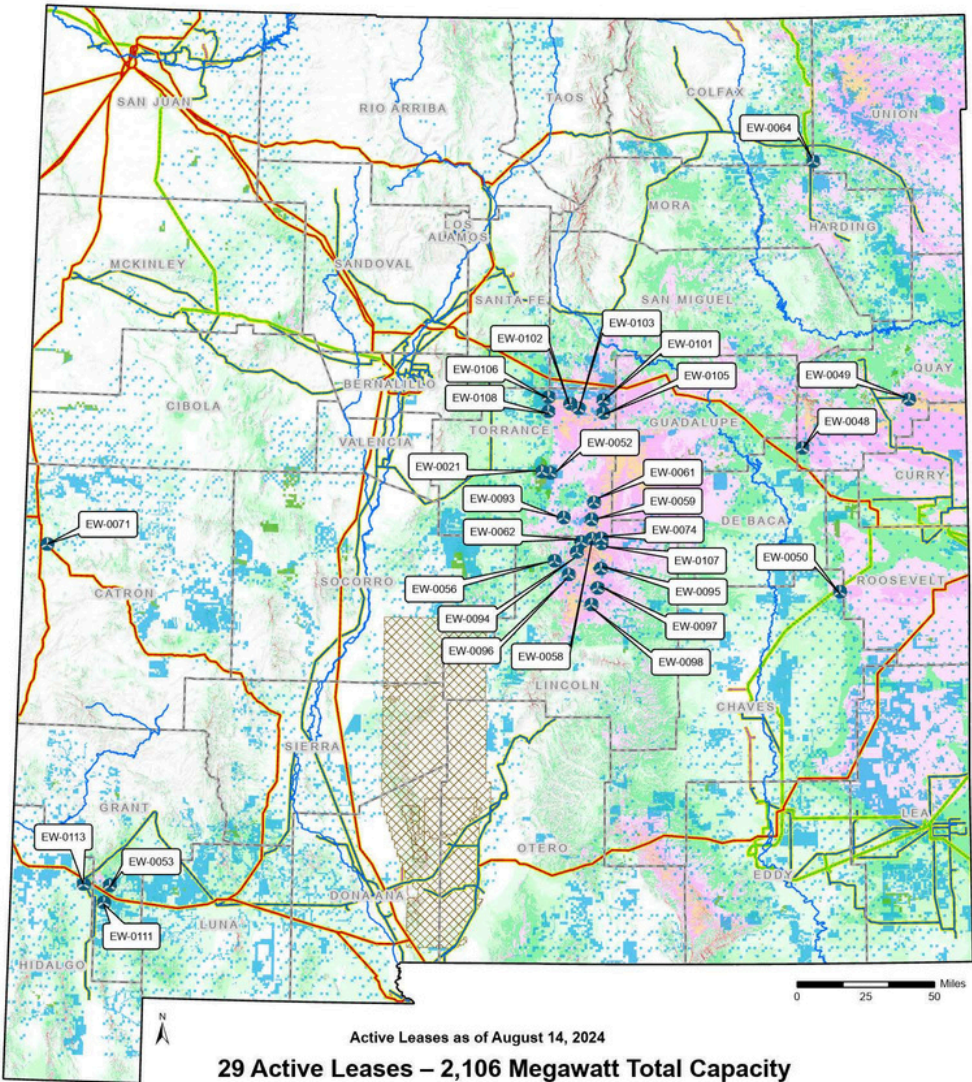 SAN JUAN
RIO ARRIBA
TAOS
COLFAX
UNION
EW-0064
MORA
HARDING
LOS
ALAMOS
MCKINLEY
SANDOVAL
SANTA FE
SAN MIGUEL
EW-0103
EW-0102
EW-0101
EW-0106
EW-0105
EW-0049
QUAY
BERNALILLO
EW-0108
CIBOLA
TORRANCE
GUADALUPE
EW-0048
VALENCIA
EW-0052
EW-0021
EW-0061
CURRY
EW-0093
EW-0059
DE BACA
EW-0071
EW-0062
EW-0074
EW-0050
EW-0107
ROOSEVELT
SOCORRO
CATRON
EW-0056
EW-0095
EW-0094
EW-0097
EW-0096
EW-0058
EW-0098
LINCOLN
CHAVES
SIERRA
GRANT
LEA
EW-0113
EW-0053
OTERO
EDDY
DONA ANA
EW-0111
LUNA
HIDALGO
Miles
0 25 50
N
Active Leases as of August 14, 2024
29 Active Leases – 2,106 Megawatt Total Capacity